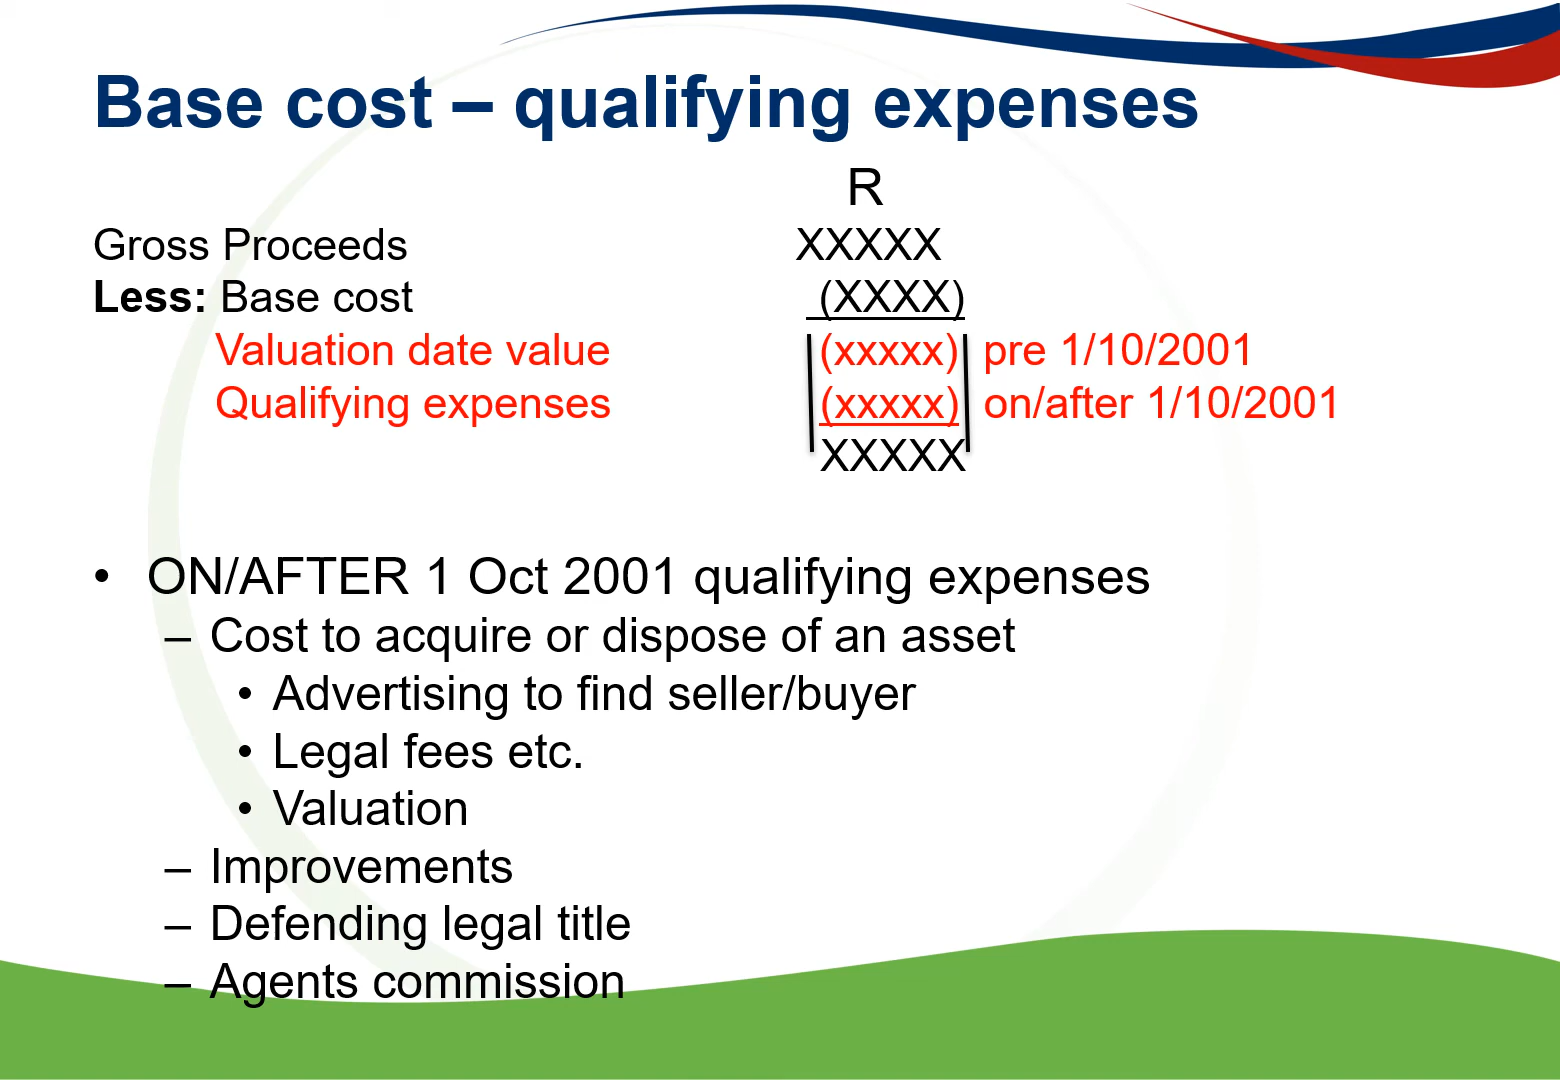 Base cost – qualifying expenses
R
Gross Proceeds XXXXX
Less: Base cost (XXXX)
Valuation date value (xxxxx) pre 1/10/2001
Qualifying expenses (xxxxx) on/after 1/10/2001
XXXXX
• ON/AFTER 1 Oct 2001 qualifying expenses
– Cost to acquire or dispose of an asset
• Advertising to find seller/buyer
• Legal fees etc.
• Valuation
– Improvements
– Defending legal title
– Agents commission